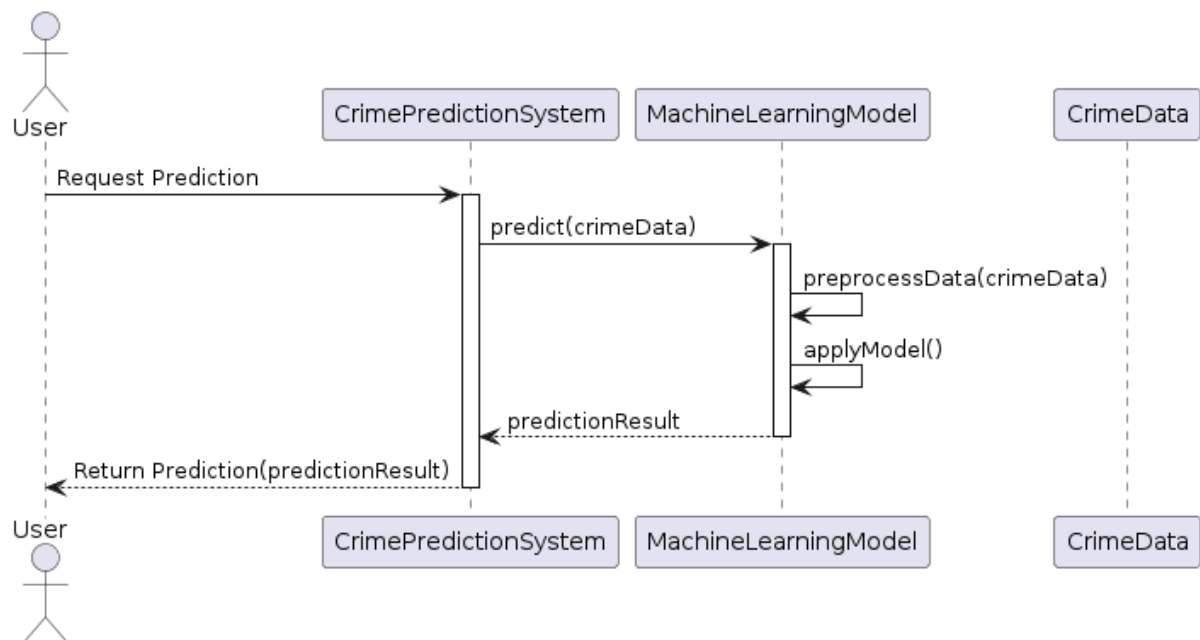 User
CrimePredictionSystem
MachineLearningModel
CrimeData
Request Prediction
predict(crimeData)
preprocessData(crimeData)
applyModel()
predictionResult
Return Prediction(predictionResult)
User
CrimePredictionSystem
MachineLearningModel
CrimeData